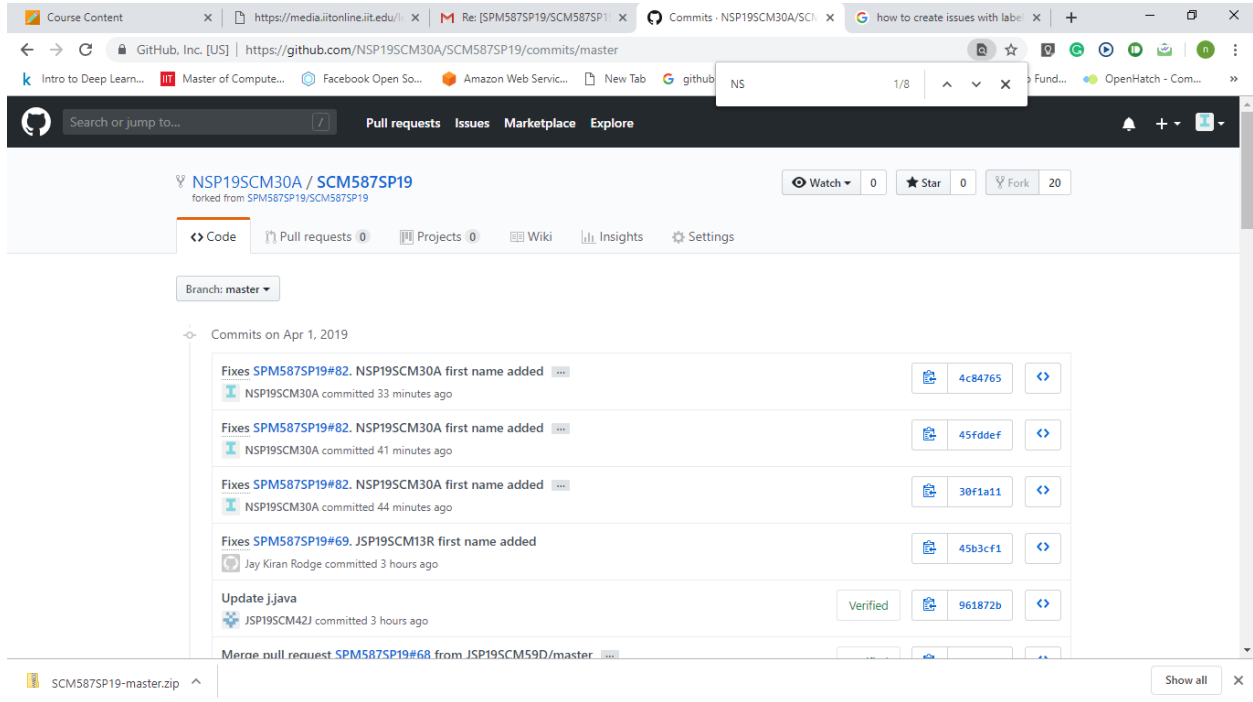 Course Content
https://media.iitonline.iit.edu/
Re: [SPM587SP19/SCM587SP1
Commits · NSP19SCM30A/SCM
how to create issues with label
GitHub, Inc. [US] | https://github.com/NSP19SCM30A/SCM587SP19/commits/master
k Intro to Deep Learn... IIT Master of Compute... Facebook Open So... Amazon Web Servic... New Tab github Fund... OpenHatch - Com... »
NS 1/8
Search or jump to... / Pull requests Issues Marketplace Explore
NSP19SCM30A / SCM587SP19 Watch 0 Star 0 Fork 20
forked from SPM587SP19/SCM587SP19
Code Pull requests 0 Projects 0 Wiki Insights Settings
Branch: master
Commits on Apr 1, 2019
Fixes SPM587SP19#82. NSP19SCM30A first name added ...
NSP19SCM30A committed 33 minutes ago
4c84765
Fixes SPM587SP19#82. NSP19SCM30A first name added ...
NSP19SCM30A committed 41 minutes ago
45fddef
Fixes SPM587SP19#82. NSP19SCM30A first name added ...
NSP19SCM30A committed 44 minutes ago
30f1a11
Fixes SPM587SP19#69. JSP19SCM13R first name added
Jay Kiran Rodge committed 3 hours ago
45b3cf1
Update j.java
JSP19SCM42J committed 3 hours ago
Verified 961872b
Merge pull request SPM587SP19#68 from JSP19SCM59D/master ...
SCM587SP19-master.zip
Show all